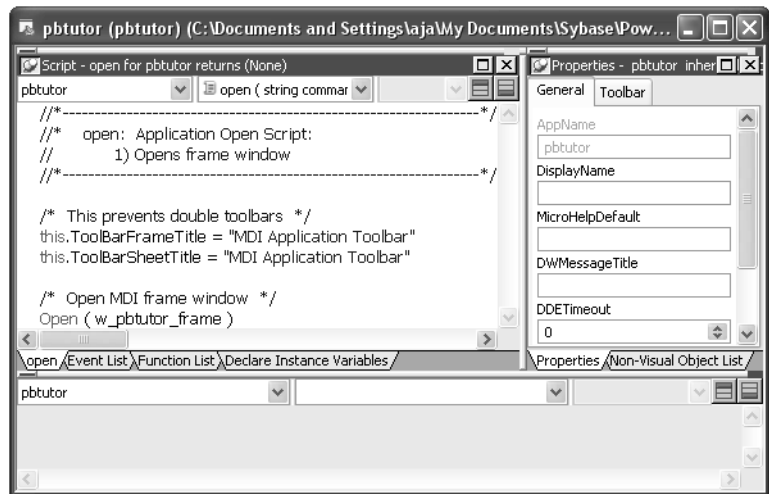 pbtutor (pbtutor) (C:\Documents and Settings\aja\My Documents\Sybase\Pow...
Script - open for pbtutor returns (None)
pbtutor
open ( string commar
//*---------------------------------------------------------------*/
//*    open:  Application Open Script:
//         1) Opens frame window
//*---------------------------------------------------------------*/
/*  This prevents double toolbars  */
this.ToolBarFrameTitle = "MDI Application Toolbar"
this.ToolBarSheetTitle = "MDI Application Toolbar"
/*  Open MDI frame window  */
Open ( w_pbtutor_frame )
open
Event List
Function List
Declare Instance Variables
Properties - pbtutor inher
General
Toolbar
AppName
pbtutor
DisplayName
MicroHelpDefault
DWMessageTitle
DDETimeout
0
Properties
Non-Visual Object List
pbtutor